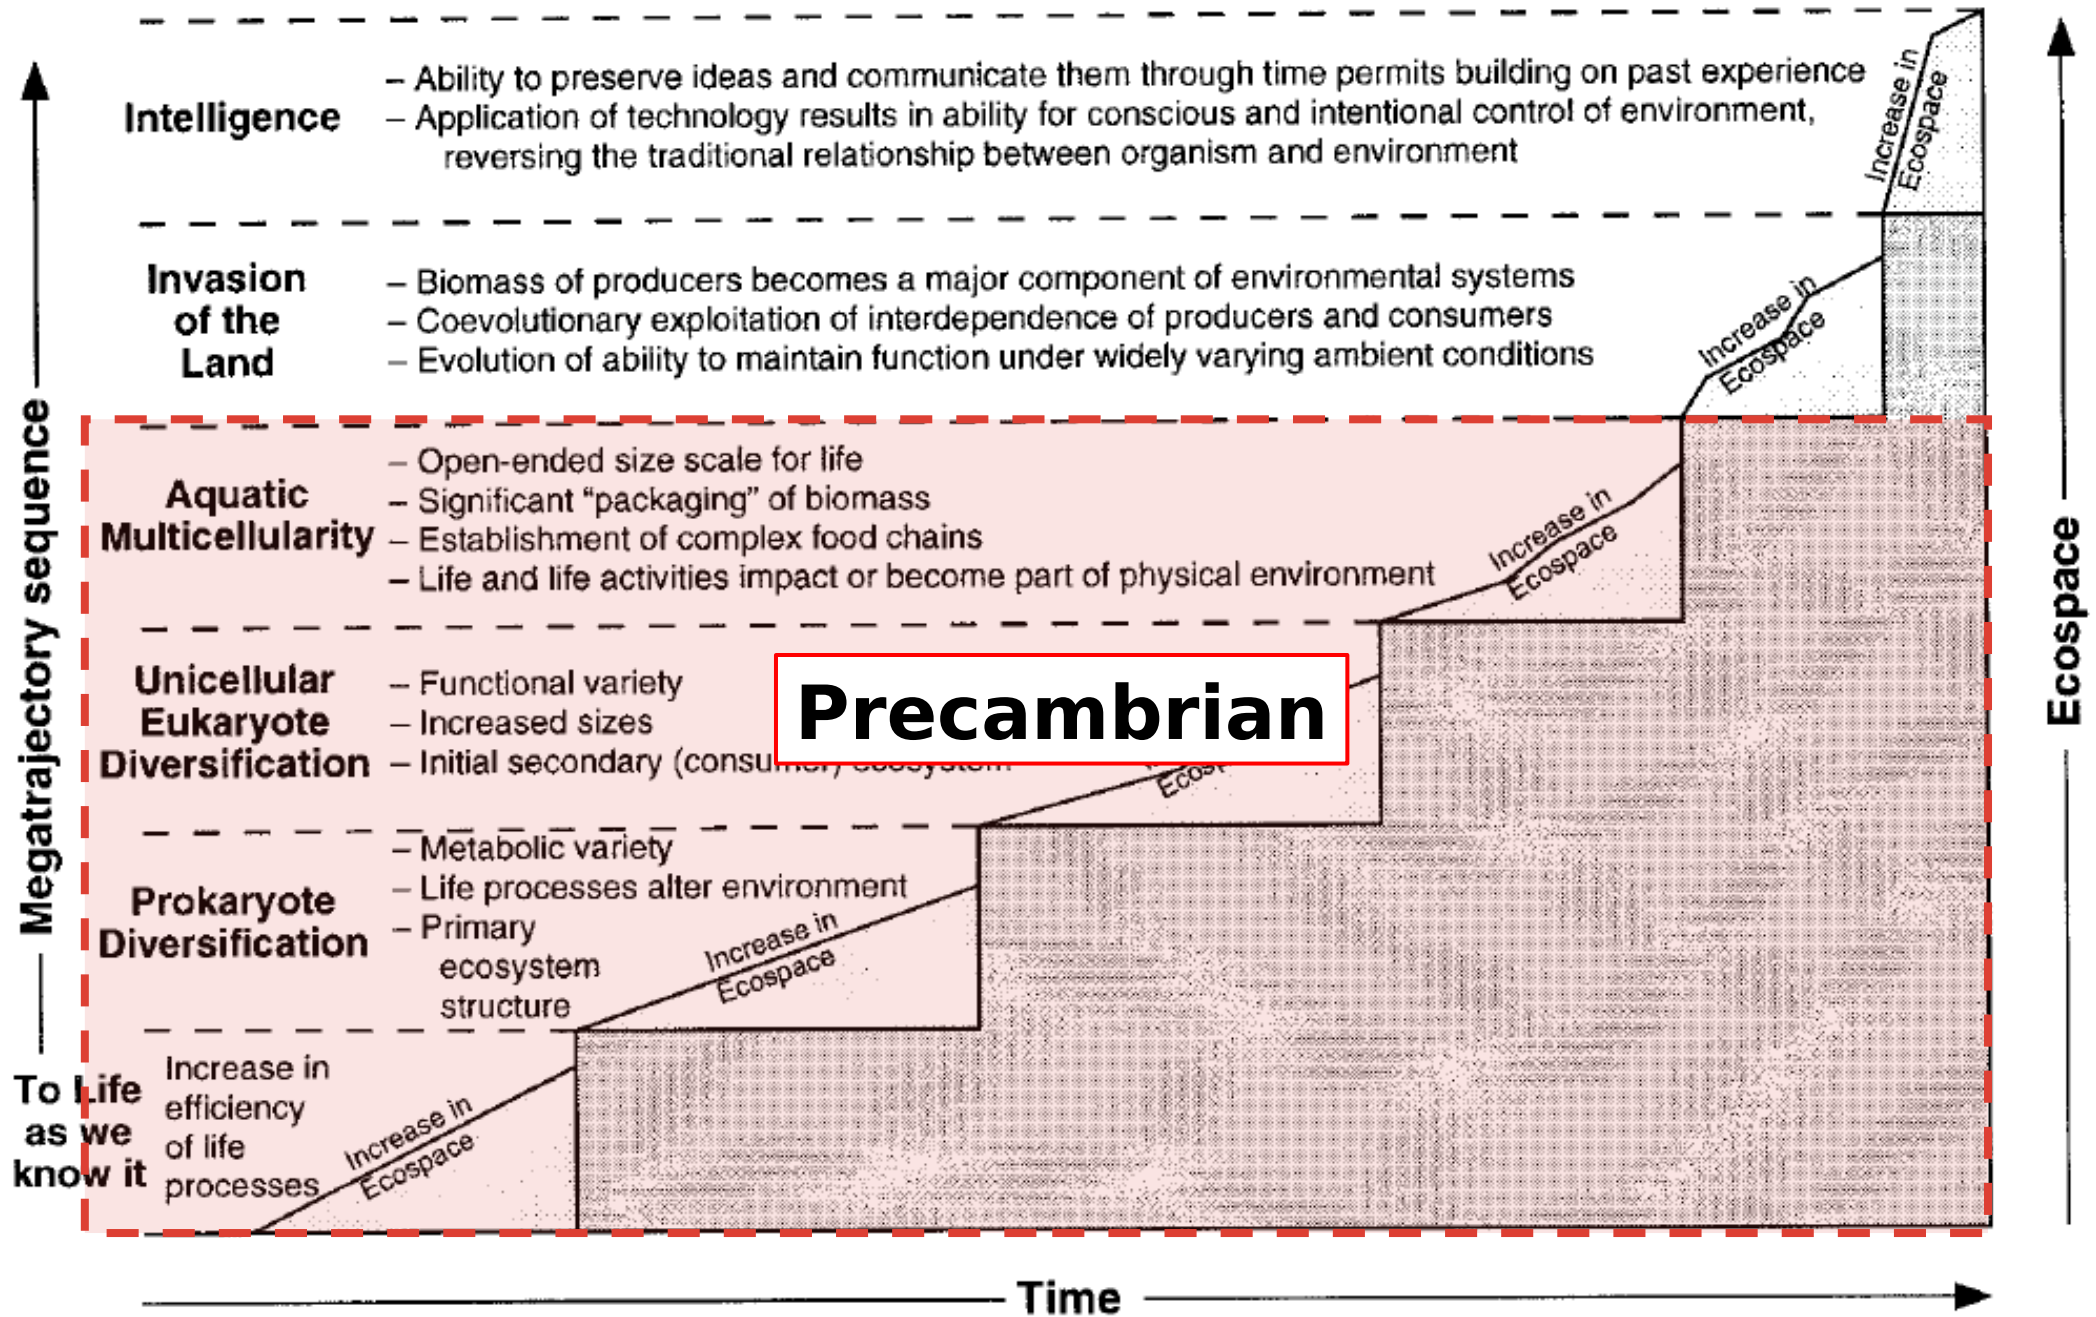 Intelligence
– Ability to preserve ideas and communicate them through time permits building on past experience
– Application of technology results in ability for conscious and intentional control of environment,
reversing the traditional relationship between organism and environment
Increase in
Ecospace
Invasion
of the
Land
– Biomass of producers becomes a major component of environmental systems
– Coevolutionary exploitation of interdependence of producers and consumers
– Evolution of ability to maintain function under widely varying ambient conditions
Increase in
Ecospace
Aquatic
Multicellularity
– Open-ended size scale for life
– Significant “packaging” of biomass
– Establishment of complex food chains
– Life and life activities impact or become part of physical environment
Increase in
Ecospace
Unicellular
Eukaryote
Diversification
– Functional variety
– Increased sizes
– Initial secondary
Precambrian
Prokaryote
Diversification
– Metabolic variety
– Life processes alter environment
– Primary
ecosystem
structure
Increase in
Ecospace
To Life
as we
know it
Increase in
efficiency
of life
processes
Increase in
Ecospace
Megatrajectory sequence
Ecospace
Time